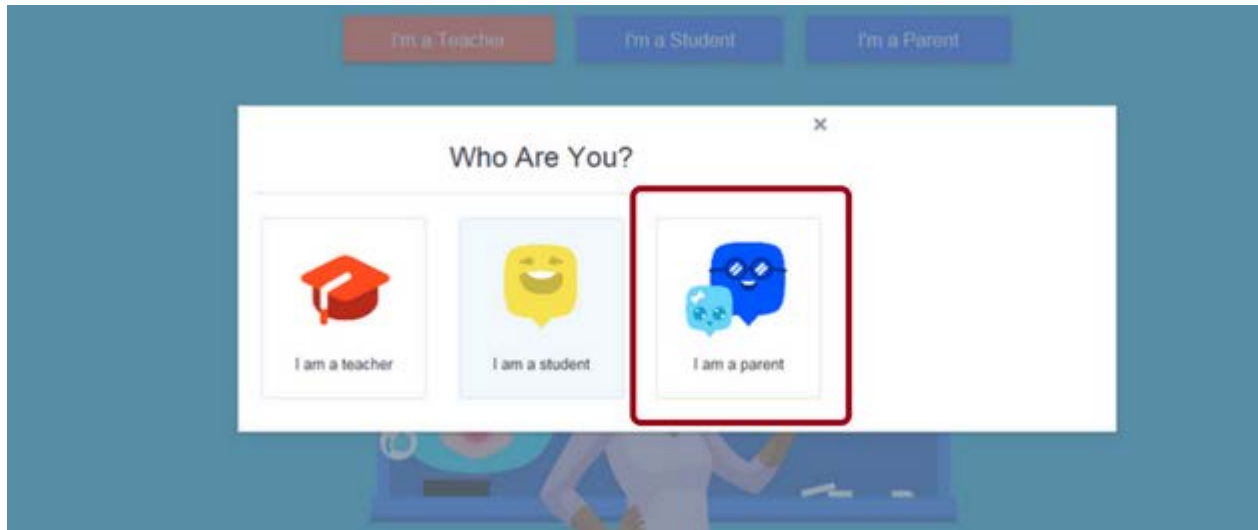 I'm a Teacher I'm a Student I'm a Parent
×
Who Are You?
I am a teacher I am a student I am a parent